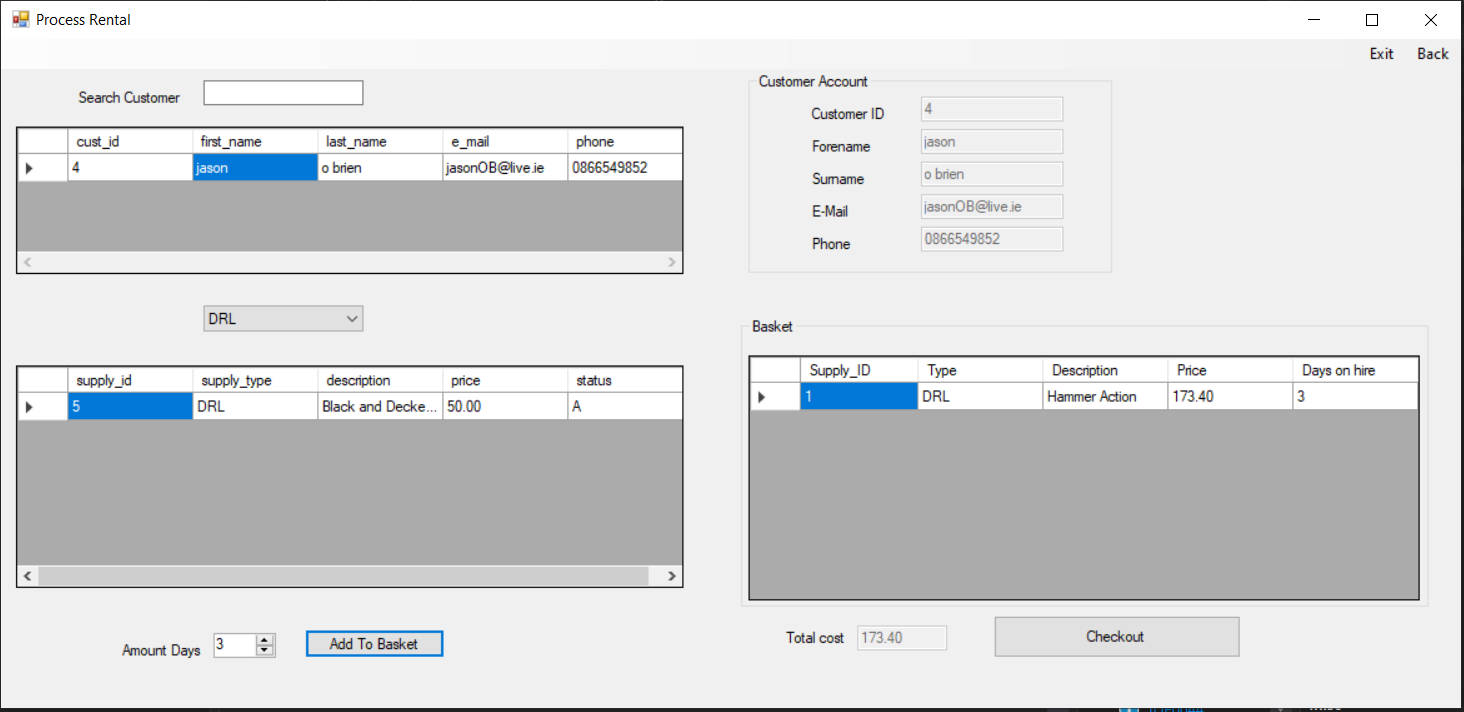 Process Rental
Exit Back
Search Customer
cust_id first_name last_name e_mail phone
4 jason o brien jasonOB@live.ie 0866549852
Customer Account
Customer ID 4
Forename jason
Surname o brien
E-Mail jasonOB@live.ie
Phone 0866549852
DRL
supply_id supply_type description price status
5 DRL Black and Decke... 50.00 A
Amount Days 3 Add To Basket
Basket
Supply_ID Type Description Price Days on hire
1 DRL Hammer Action 173.40 3
Total cost 173.40 Checkout